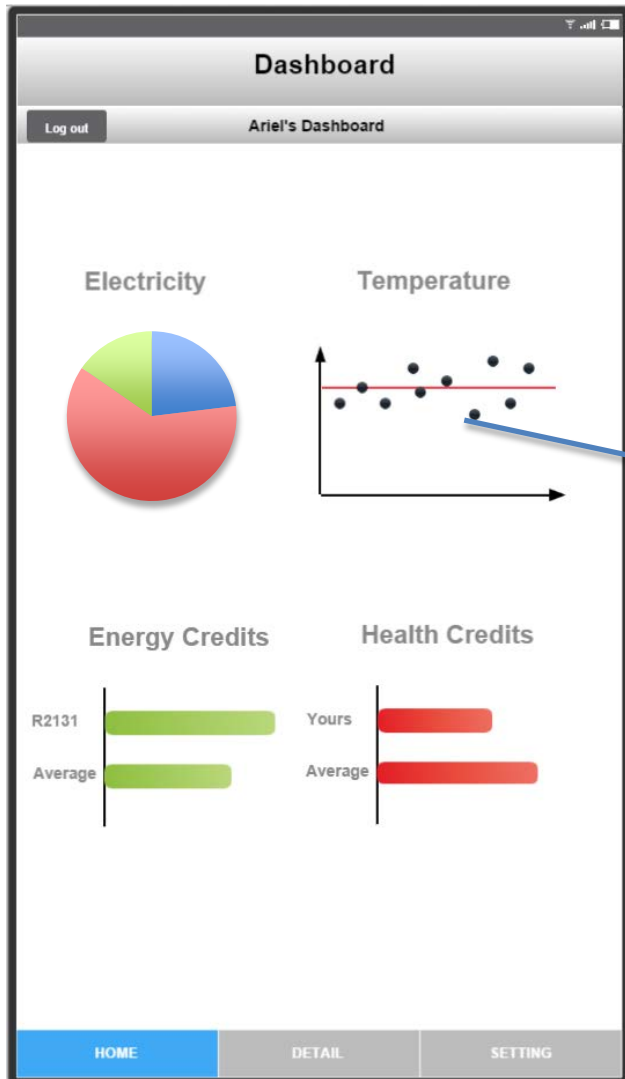 Dashboard
Log out
Ariel's Dashboard
Electricity
Temperature
Energy Credits
Health Credits
R2131
Average
Yours
Average
HOME
DETAIL
SETTING